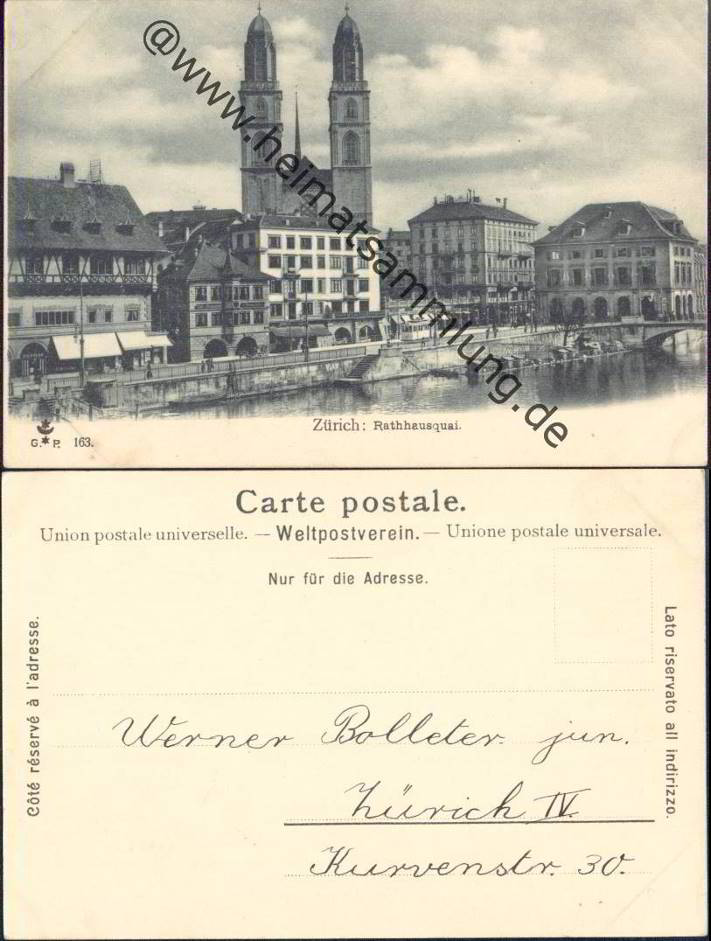 @www.heimatsammlung.de
G. P. 163.
Zürich: Rathhausquai.
Carte postale.
Union postale universelle. — Weltpostverein. — Unione postale universale.
Nur für die Adresse.
Côté réservé à l'adresse.
Lato riservato all indirizzo.
Werner Bolleter jun.
Zürich IV.
Kurvenstr. 30.